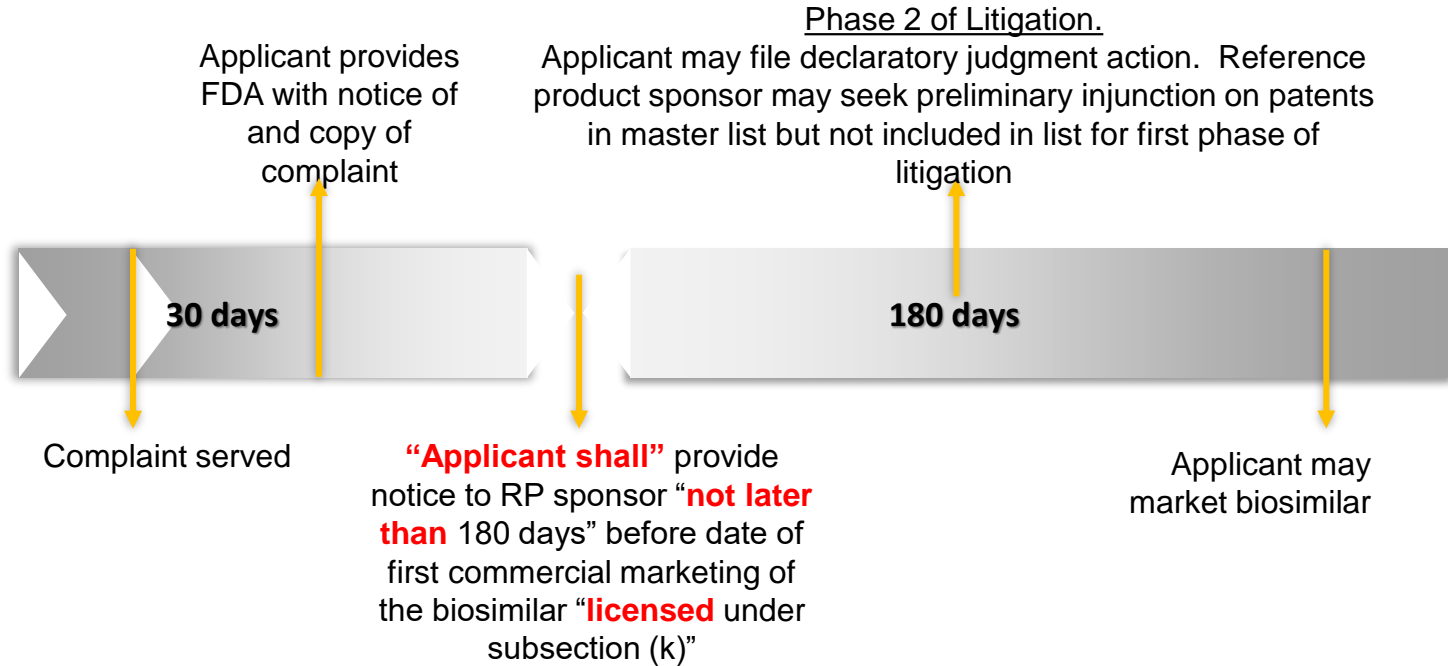 Applicant provides
FDA with notice of
and copy of
complaint
Phase 2 of Litigation.
Applicant may file declaratory judgment action.  Reference
product sponsor may seek preliminary injunction on patents
in master list but not included in list for first phase of
litigation
30 days
180 days
Complaint served
“Applicant shall” provide
notice to RP sponsor “not later
than 180 days” before date of
first commercial marketing of
the biosimilar “licensed under
subsection (k)”
Applicant may
market biosimilar